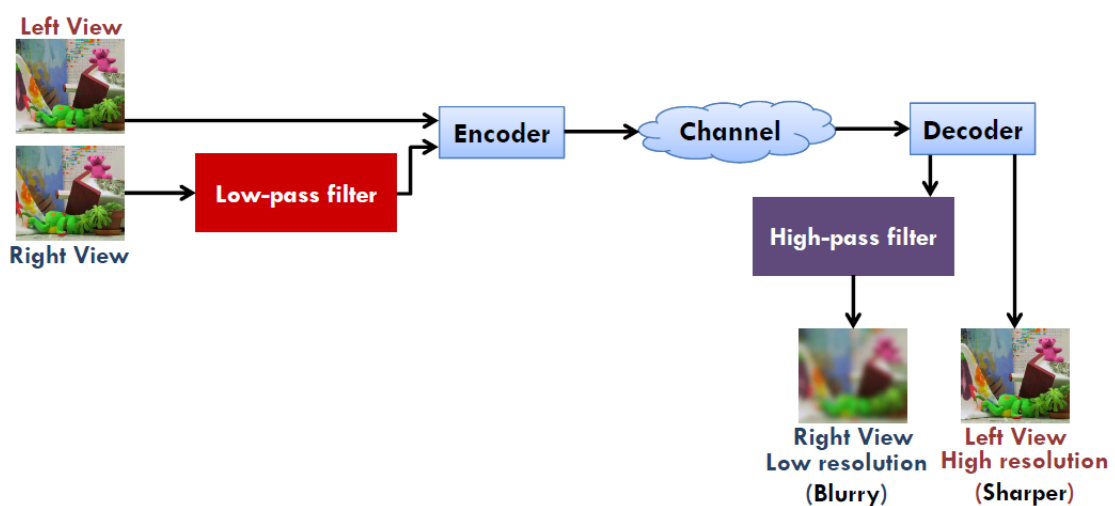 Left View
Encoder
Channel
Decoder
Low-pass filter
Right View
High-pass filter
Right View
Low resolution
(Blurry)
Left View
High resolution
(Sharper)